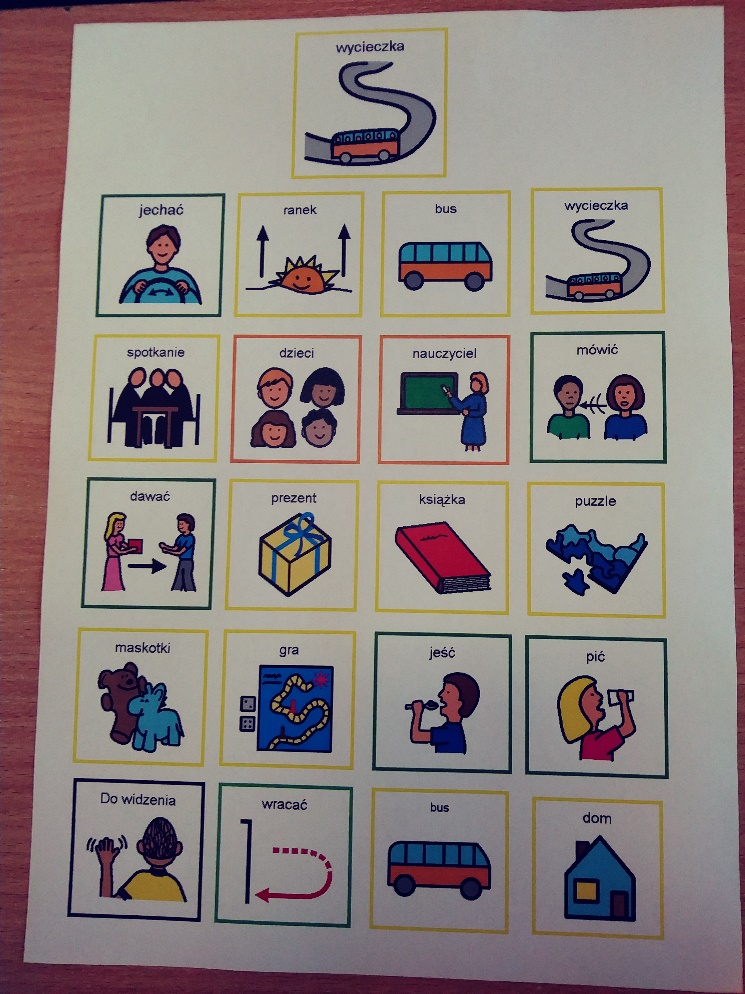 wycieczka
jechać
ranek
bus
wycieczka
spotkanie
dzieci
nauczyciel
mówić
dawać
prezent
książka
puzzle
maskotki
gra
jeść
pić
Do widzenia
wracać
bus
dom